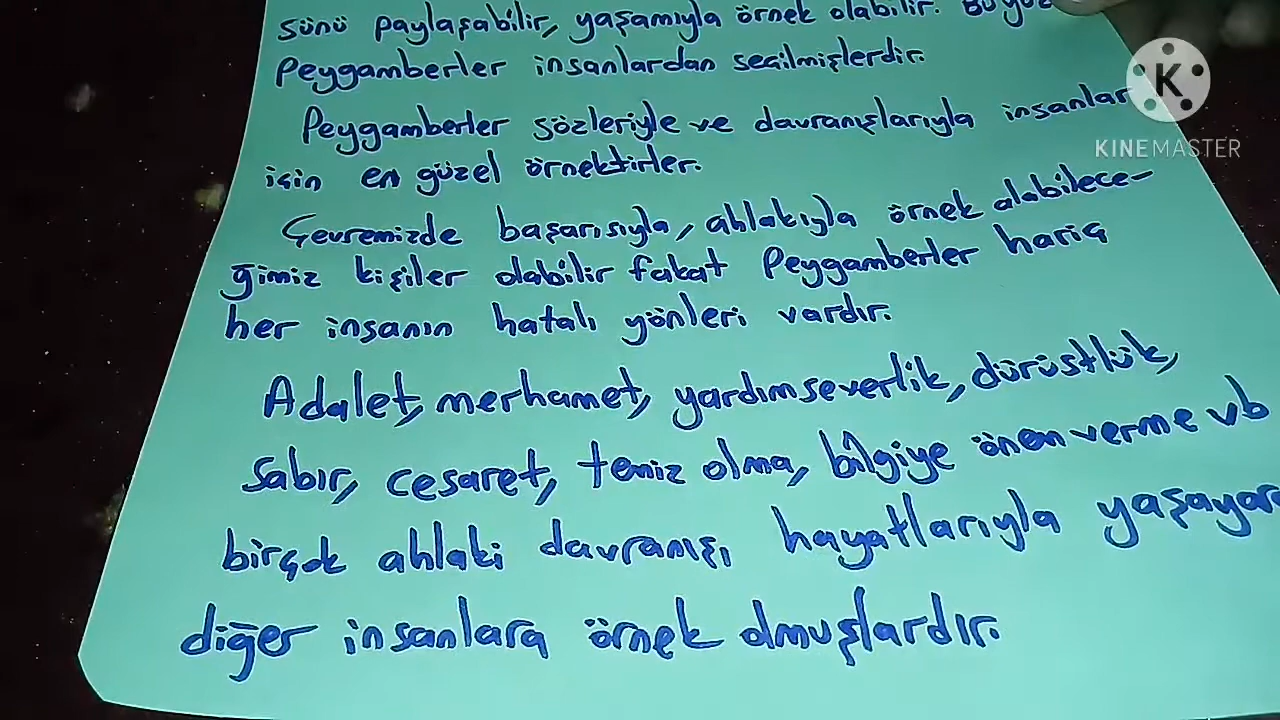 sünü paylaşabilir, yaşamıyla örnek olabilir.
Peygamberler insanlardan seçilmişlerdir.
Peygamberler sözleriyle ve davranışlarıyla insanlar
için en güzel örnektirler.
Çevremizde başarısıyla, ahlakıyla örnek alabilece-
ğimiz kişiler olabilir fakat Peygamberler hariç
her insanın hatalı yönleri vardır.
Adalet, merhamet, yardımseverlik, dürüstlük,
sabır, cesaret, temiz olma, bilgiye önem verme vb
birçok ahlaki davranışı hayatlarıyla yaşayarak
diğer insanlara örnek olmuşlardır.
K
KINEMASTER